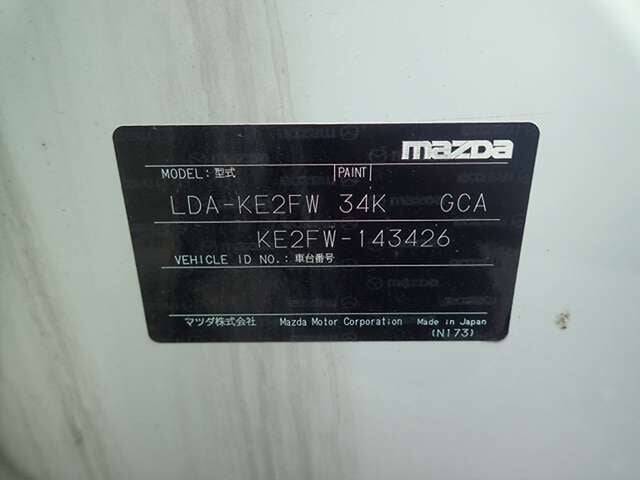 mazda
MODEL:型式 PAINT
LDA-KE2FW 34K GCA
KE2FW-143426
VEHICLE ID NO.:車台番号
マツダ株式会社 Mazda Motor Corporation Made in Japan
(N173)